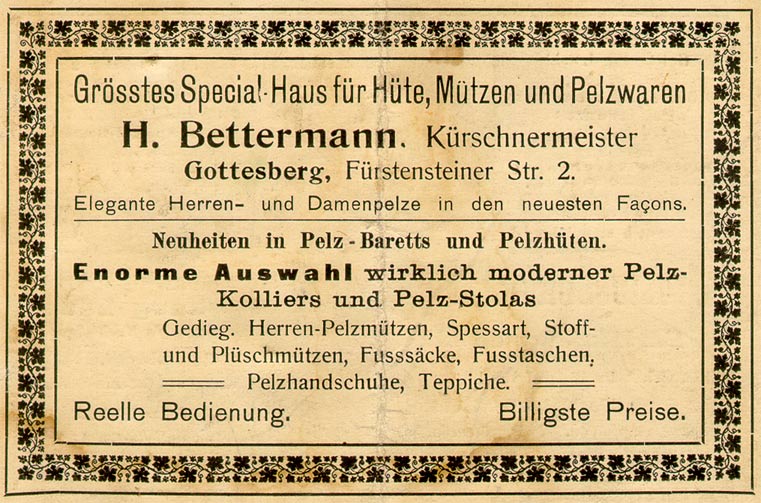 Grösstes Special-Haus für Hüte, Mützen und Pelzwaren
H. Bettermann. Kürschnermeister
Gottesberg, Fürstensteiner Str. 2.
Elegante Herren- und Damenpelze in den neuesten Façons.
Neuheiten in Pelz-Baretts und Pelzhüten.
Enorme Auswahl wirklich moderner Pelz-
Kolliers und Pelz-Stolas
Gedieg. Herren-Pelzmützen, Spessart, Stoff-
und Plüschmützen, Fusssäcke, Fusstaschen,
Pelzhandschuhe, Teppiche.
Reelle Bedienung. Billigste Preise.